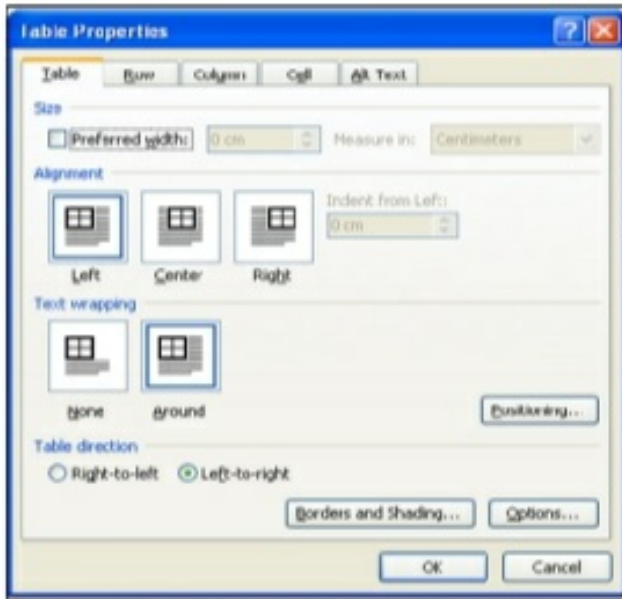 Table Properties
Table Row Column Cell Alt Text
Size
Preferred width: 0 cm Measure in: Centimeters
Alignment
Indent from Left:
0 cm
Left Center Right
Text wrapping
None Around
Positioning...
Table direction
Right-to-left Left-to-right
Borders and Shading... Options...
OK Cancel